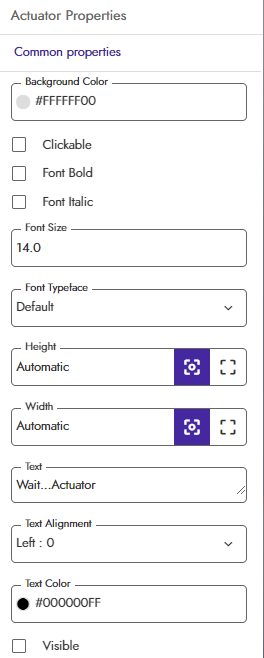 Actuator Properties
Common properties
Background Color
#FFFFFF00
Clickable
Font Bold
Font Italic
Font Size
14.0
Font Typeface
Default
Height
Automatic
Width
Automatic
Text
Wait...Actuator
Text Alignment
Left : 0
Text Color
#000000FF
Visible